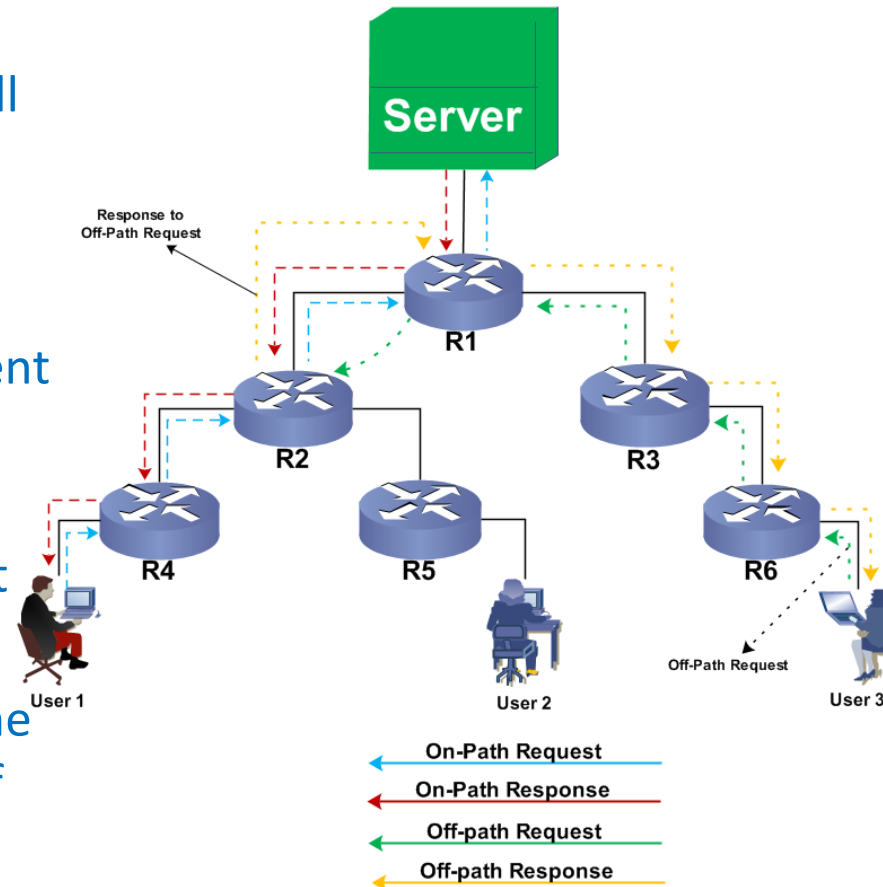 Server
Response to
Off-Path Request
R1
R2
R3
R4
R5
R6
User 1
User 2
Off-Path Request
User 3
On-Path Request
On-Path Response
Off-path Request
Off-path Response